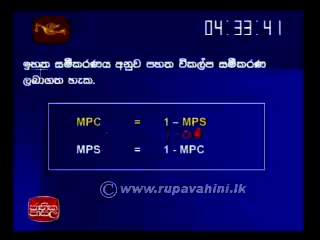 04:33:41
ඉහත සමීකරණය අනුව පහත විකල්ප සමීකරණ
ලබාගත හැක.
MPC = 1 – MPS
MPS = 1 - MPC
© www.rupavahini.lk